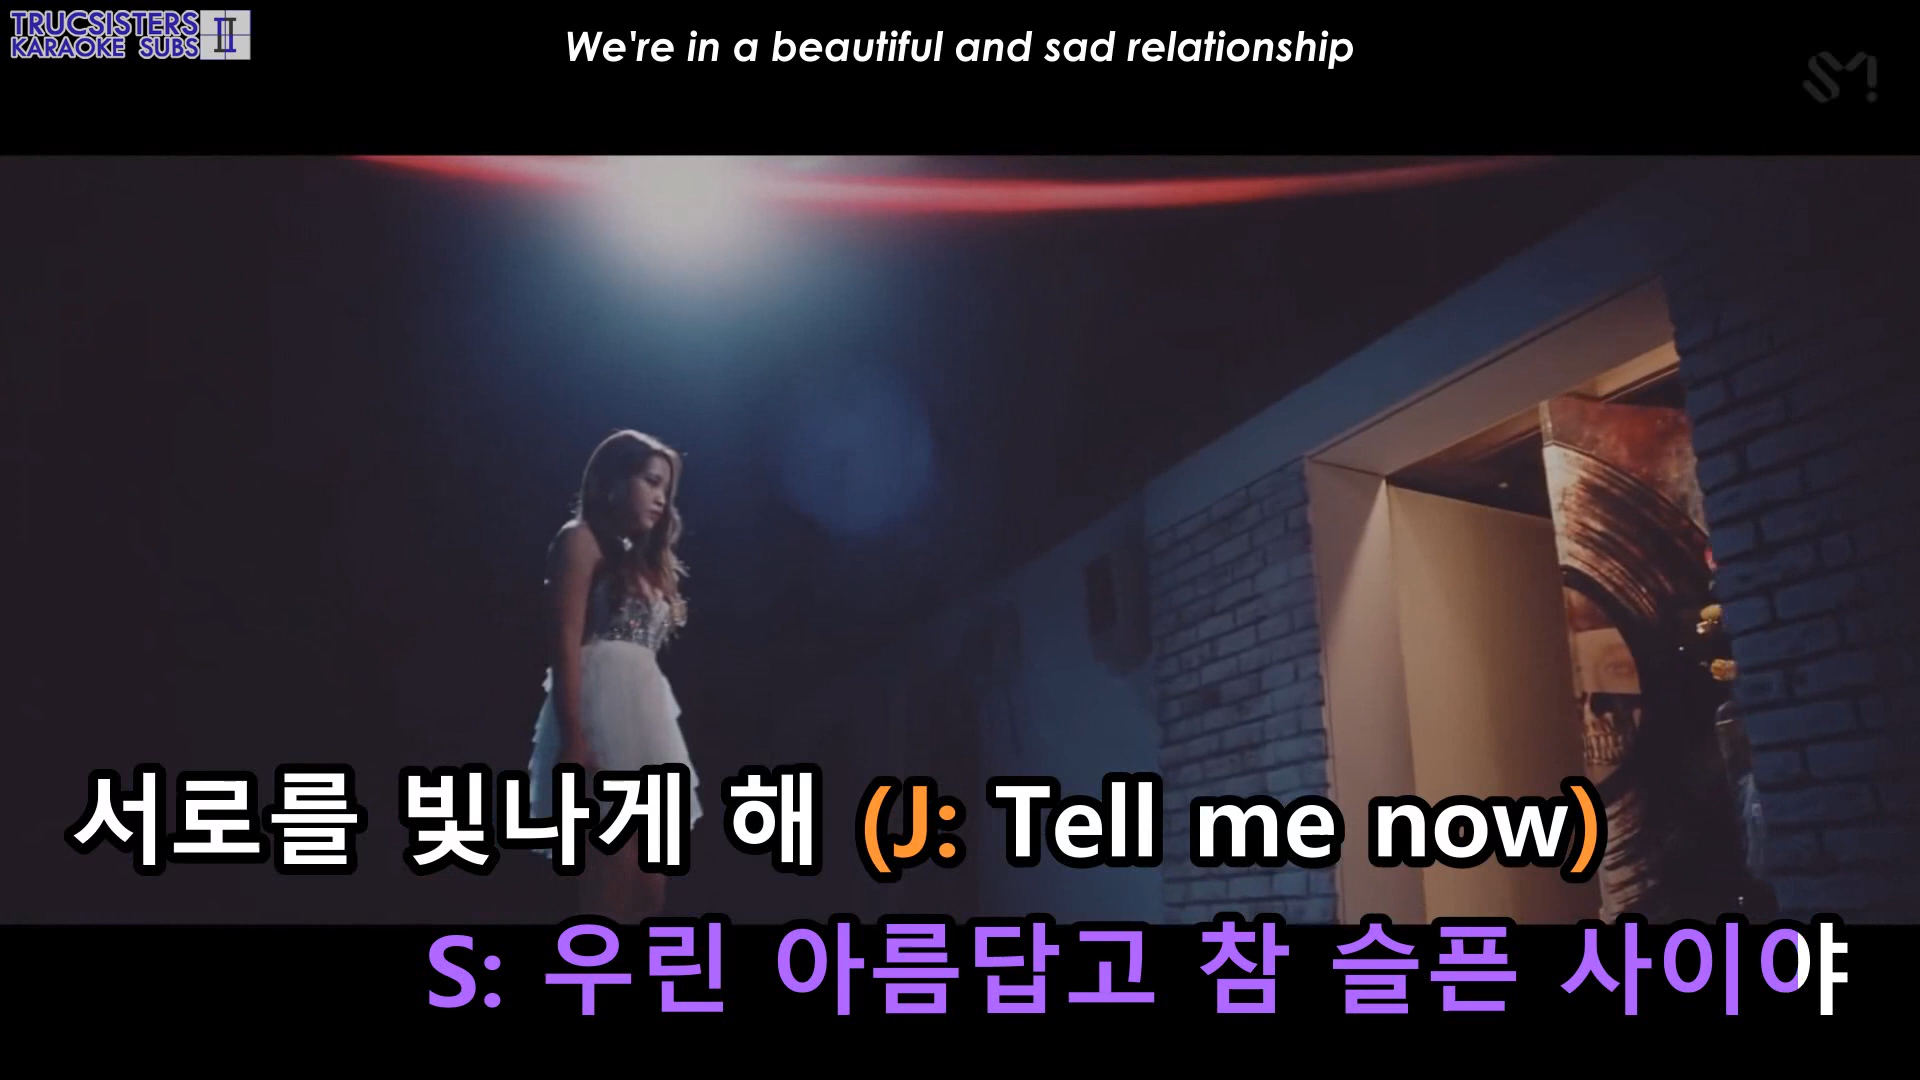 TRUCSISTERS
KARAOKE SUBS II
We're in a beautiful and sad relationship
SM!
서로를 빛나게 해 (J: Tell me now)
S: 우린 아름답고 참 슬픈 사이야